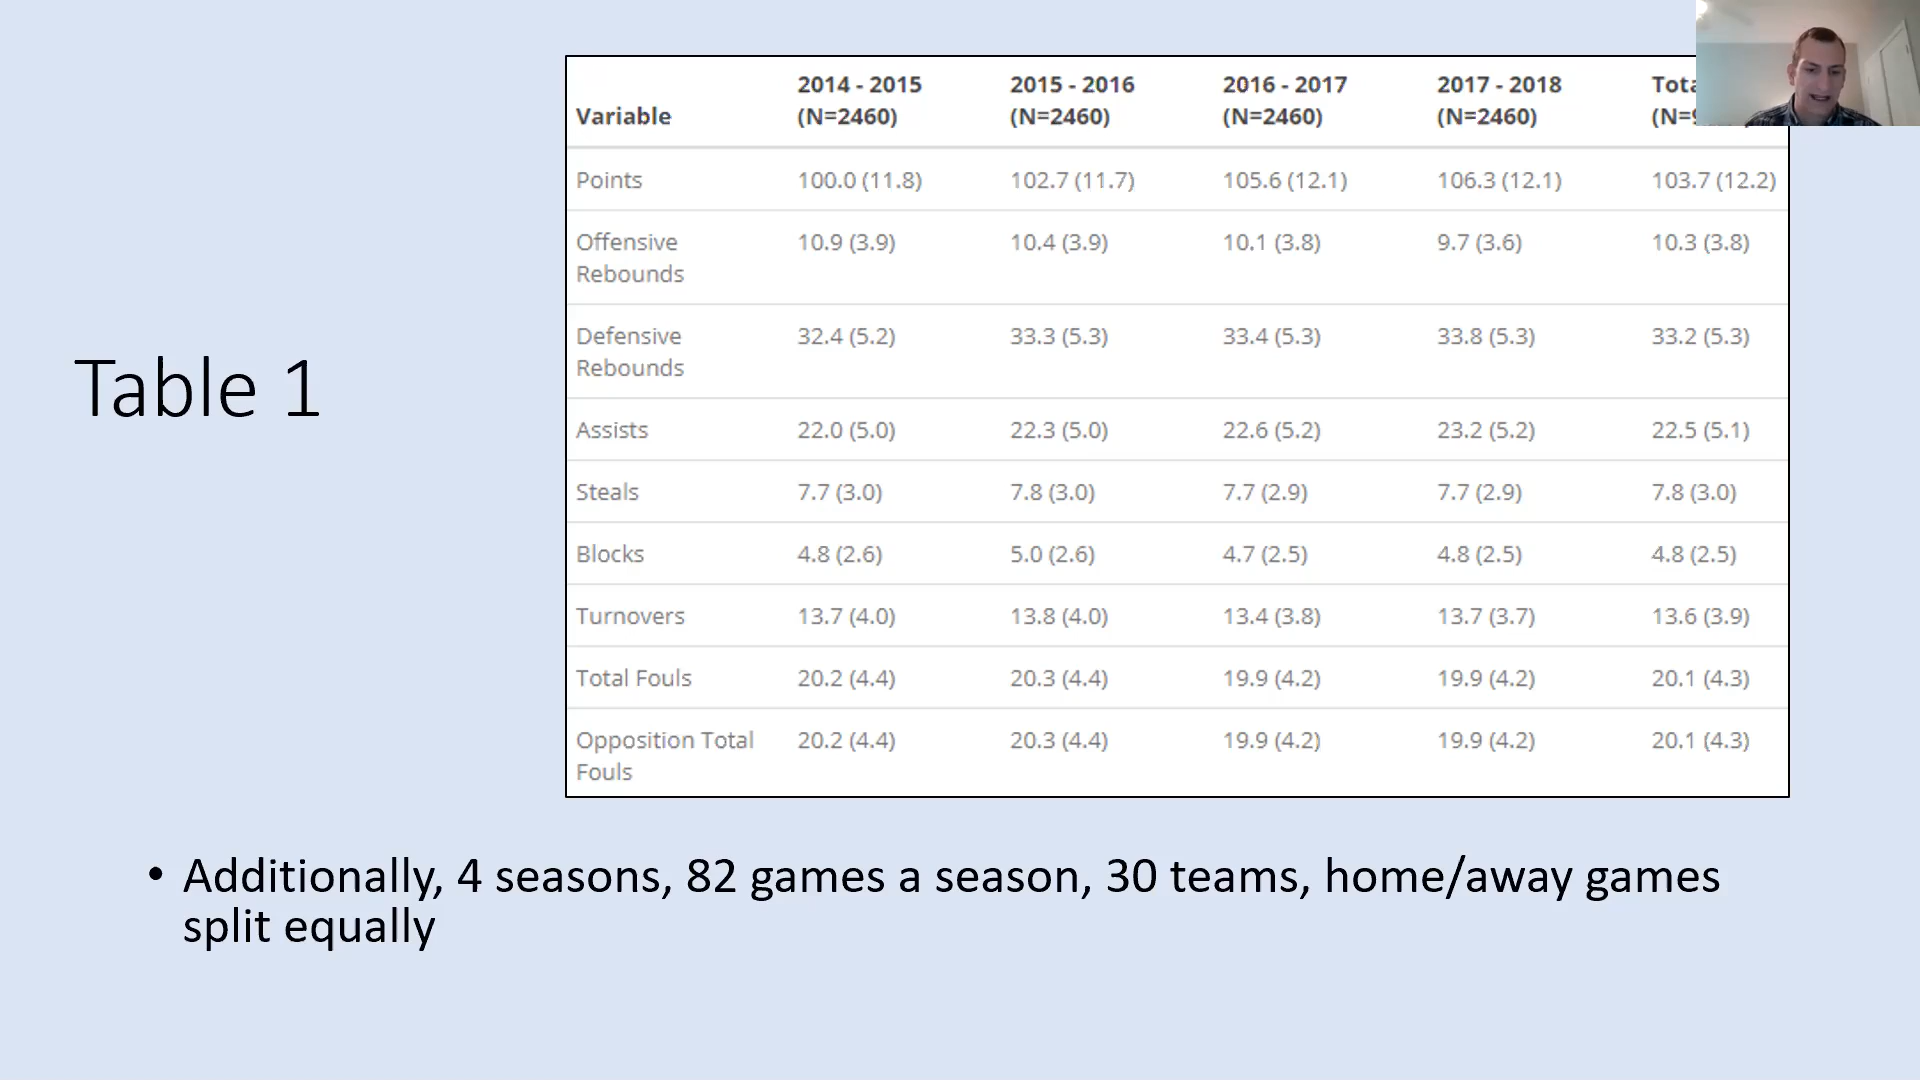 Table 1
Variable 2014 - 2015 (N=2460) 2015 - 2016 (N=2460) 2016 - 2017 (N=2460) 2017 - 2018 (N=2460)
Points 100.0 (11.8) 102.7 (11.7) 105.6 (12.1) 106.3 (12.1) 103.7 (12.2)
Offensive Rebounds 10.9 (3.9) 10.4 (3.9) 10.1 (3.8) 9.7 (3.6) 10.3 (3.8)
Defensive Rebounds 32.4 (5.2) 33.3 (5.3) 33.4 (5.3) 33.8 (5.3) 33.2 (5.3)
Assists 22.0 (5.0) 22.3 (5.0) 22.6 (5.2) 23.2 (5.2) 22.5 (5.1)
Steals 7.7 (3.0) 7.8 (3.0) 7.7 (2.9) 7.7 (2.9) 7.8 (3.0)
Blocks 4.8 (2.6) 5.0 (2.6) 4.7 (2.5) 4.8 (2.5) 4.8 (2.5)
Turnovers 13.7 (4.0) 13.8 (4.0) 13.4 (3.8) 13.7 (3.7) 13.6 (3.9)
Total Fouls 20.2 (4.4) 20.3 (4.4) 19.9 (4.2) 19.9 (4.2) 20.1 (4.3)
Opposition Total Fouls 20.2 (4.4) 20.3 (4.4) 19.9 (4.2) 19.9 (4.2) 20.1 (4.3)
• Additionally, 4 seasons, 82 games a season, 30 teams, home/away games
split equally